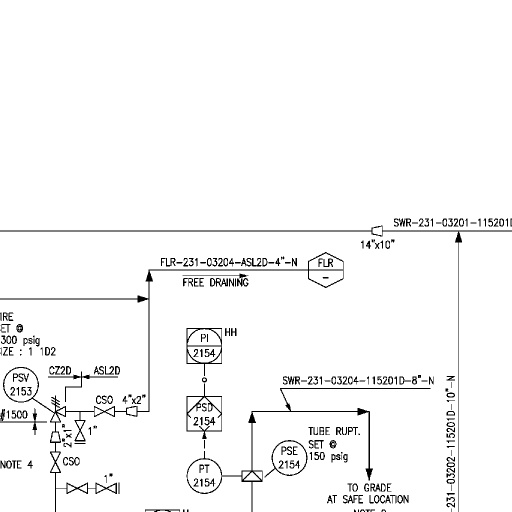 SWR-231-03201-115201D
14"x10"
FLR-231-03204-ASL2D-4"-N
FLR
-
FREE DRAINING
IRE
ET @
300 psig
IZE : 1 1D2
PI
2154
HH
CZ2D
ASL2D
PSV
2153
CSO
4"x2"
SWR-231-03204-115201D-8"-N
#1500
2"x1"
1"
PSD
2154
TUBE RUPT.
SET @
150 psig
PSE
2154
NOTE 4
CSO
PT
2154
1"
TO GRADE
AT SAFE LOCATION
231-03202-115201D-10"-N
H